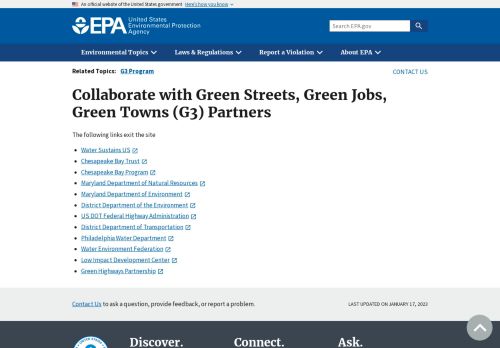 An official website of the United States government Here's how you know
EPA United States
Environmental Protection
Agency
Search EPA.gov
Environmental Topics Laws & Regulations Report a Violation About EPA
Related Topics: G3 Program
CONTACT US
Collaborate with Green Streets, Green Jobs,
Green Towns (G3) Partners
The following links exit the site
Water Sustains US
Chesapeake Bay Trust
Chesapeake Bay Program
Maryland Department of Natural Resources
Maryland Department of Environment
District Department of the Environment
US DOT Federal Highway Administration
District Department of Transportation
Philadelphia Water Department
Water Environment Federation
Low Impact Development Center
Green Highways Partnership
Contact Us to ask a question, provide feedback, or report a problem.
LAST UPDATED ON JANUARY 17, 2023
Discover. Connect. Ask.